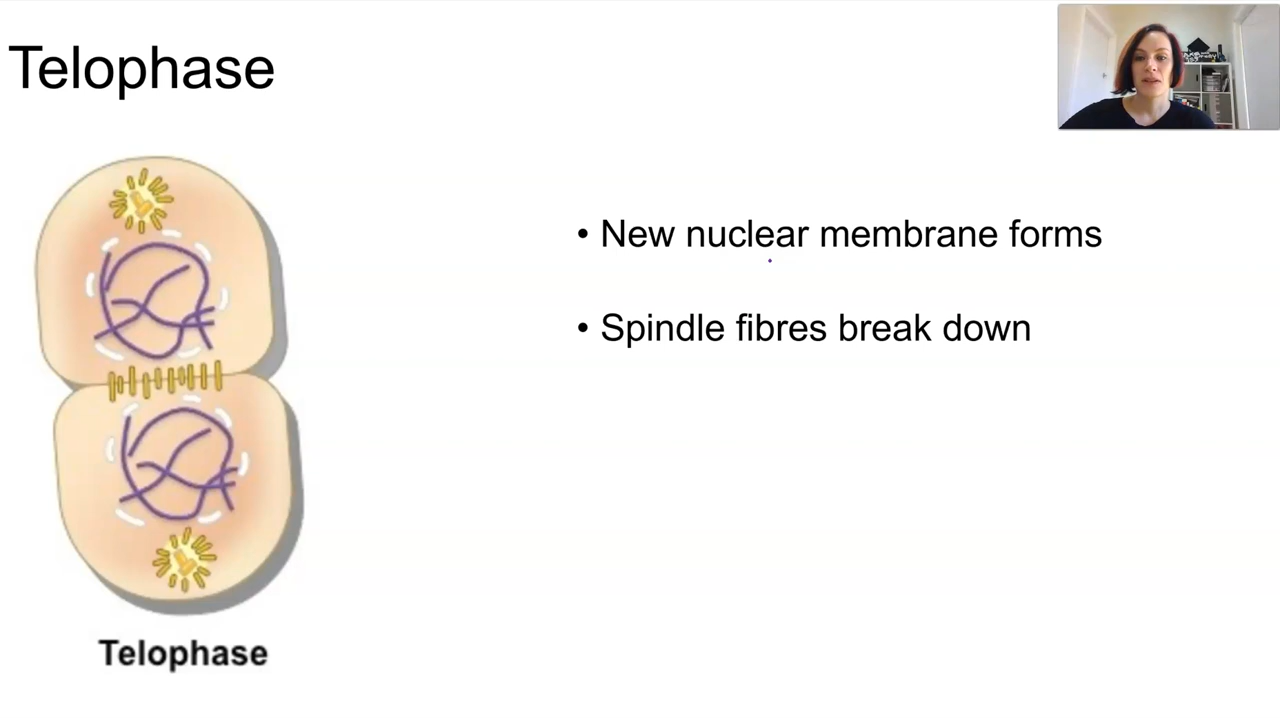 Telophase
• New nuclear membrane forms
• Spindle fibres break down
Telophase